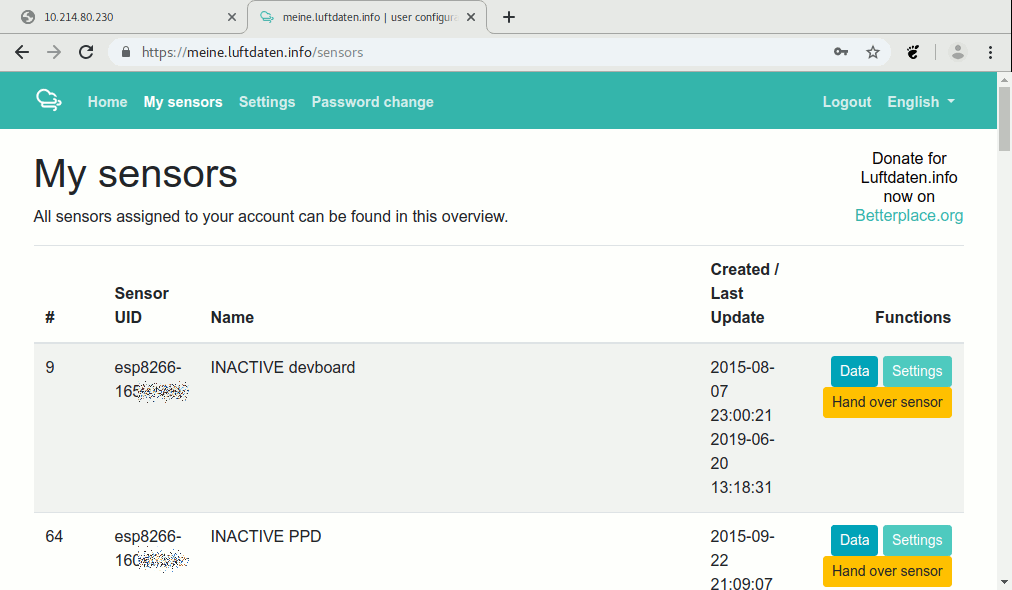 10.214.80.230
meine.luftdaten.info | user configura
https://meine.luftdaten.info/sensors
Home My sensors Settings Password change Logout English
My sensors
All sensors assigned to your account can be found in this overview.
Donate for
Luftdaten.info
now on
Betterplace.org
#
Sensor
UID
Name
Created /
Last
Update
Functions
9
esp8266-
INACTIVE devboard
2015-08-
07
23:00:21
2019-06-
20
13:18:31
Data Settings
Hand over sensor
64
esp8266-
INACTIVE PPD
2015-09-
22
21:09:07
Data Settings
Hand over sensor